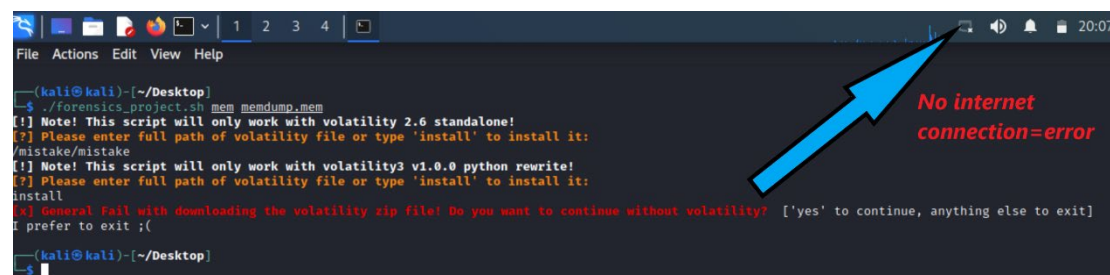 1 2 3 4
20:07
File Actions Edit View Help
No internet
connection=error
(kali㉿kali)-[~/Desktop]
$ ./forensics_project.sh mem memdump.mem
[!] Note! This script will only work with volatility 2.6 standalone!
[?] Please enter full path of volatility file or type 'install' to install it:
/mistake/mistake
[!] Note! This script will only work with volatility3 v1.0.0 python rewrite!
[?] Please enter full path of volatility file or type 'install' to install it:
install
[x] General Fail with downloading the volatility zip file! Do you want to continue without volatility? ['yes' to continue, anything else to exit]
I prefer to exit ;(
(kali㉿kali)-[~/Desktop]
$